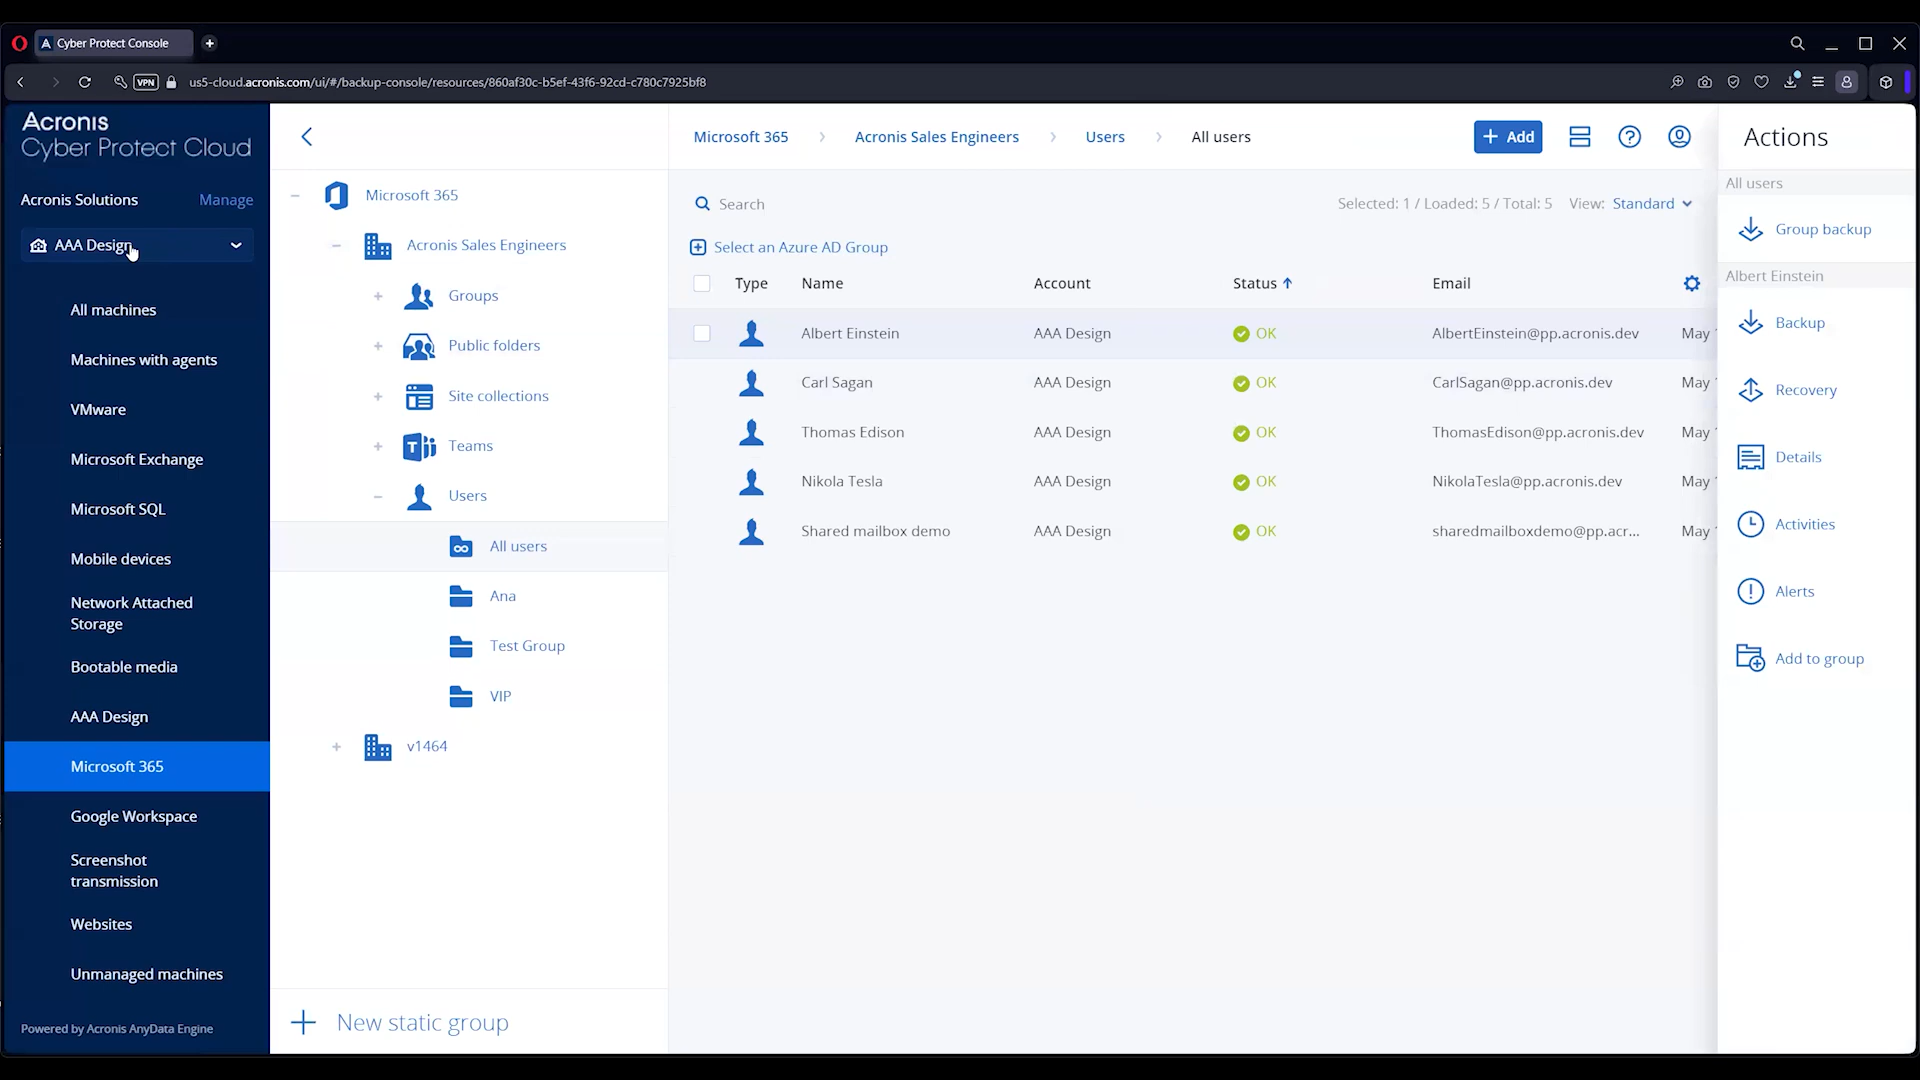 Cyber Protect Console
VPN
us5-cloud.acronis.com/ui/#/backup-console/resources/860af30c-b5ef-43f6-92cd-c780c7925bf8
Acronis
Cyber Protect Cloud
Acronis Solutions
Manage
AAA Design
All machines
Machines with agents
VMware
Microsoft Exchange
Microsoft SQL
Mobile devices
Network Attached
Storage
Bootable media
AAA Design
Microsoft 365
Google Workspace
Screenshot
transmission
Websites
Unmanaged machines
Powered by Acronis AnyData Engine
Microsoft 365
Acronis Sales Engineers
Groups
Public folders
Site collections
Teams
Users
All users
Ana
Test Group
VIP
v1464
New static group
Microsoft 365 > Acronis Sales Engineers > Users > All users
+ Add
Search
Selected: 1 / Loaded: 5 / Total: 5 View: Standard
Select an Azure AD Group
Type Name Account Status Email
Albert Einstein AAA Design OK AlbertEinstein@pp.acronis.dev May
Carl Sagan AAA Design OK CarlSagan@pp.acronis.dev May
Thomas Edison AAA Design OK ThomasEdison@pp.acronis.dev May
Nikola Tesla AAA Design OK NikolaTesla@pp.acronis.dev May
Shared mailbox demo AAA Design OK sharedmailboxdemo@pp.acr... May
Actions
All users
Group backup
Albert Einstein
Backup
Recovery
Details
Activities
Alerts
Add to group